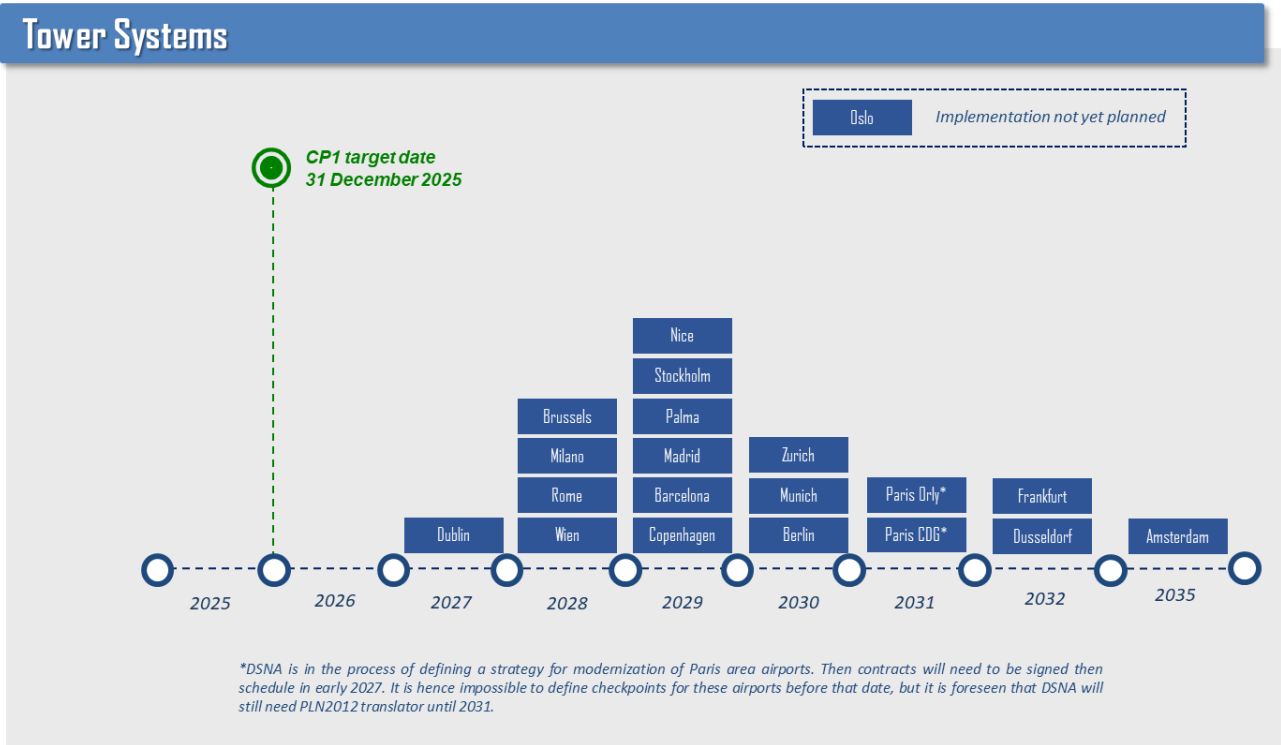 Tower Systems
Oslo
Implementation not yet planned
CP1 target date
31 December 2025
Nice
Stockholm
Brussels
Palma
Milano
Madrid
Zurich
Rome
Barcelona
Munich
Paris Orly*
Frankfurt
Dublin
Wien
Copenhagen
Berlin
Paris CDG*
Dusseldorf
Amsterdam
2025
2026
2027
2028
2029
2030
2031
2032
2035
*DSNA is in the process of defining a strategy for modernization of Paris area airports. Then contracts will need to be signed then
schedule in early 2027. It is hence impossible to define checkpoints for these airports before that date, but it is foreseen that DSNA will
still need PLN2012 translator until 2031.